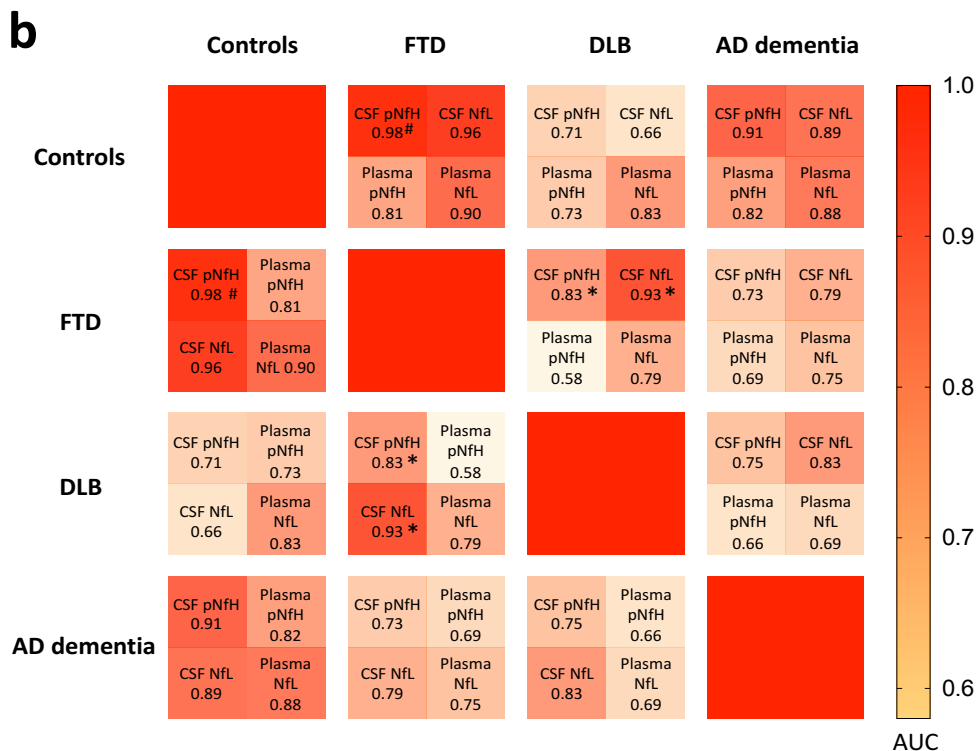 b
Controls FTD DLB AD dementia
Controls
CSF pNfH
0.98#
CSF NfL
0.96
Plasma
pNfH
0.81
Plasma
NfL
0.90
CSF pNfH
0.71
CSF NfL
0.66
Plasma
pNfH
0.73
Plasma
NfL
0.83
CSF pNfH
0.91
CSF NfL
0.89
Plasma
pNfH
0.82
Plasma
NfL
0.88
FTD
CSF pNfH
0.98 #
Plasma
pNfH
0.81
CSF NfL
0.96
Plasma
NfL 0.90
CSF pNfH
0.83 *
CSF NfL
0.93 *
Plasma
pNfH
0.58
Plasma
NfL
0.79
CSF pNfH
0.73
CSF NfL
0.79
Plasma
pNfH
0.69
Plasma
NfL
0.75
DLB
CSF pNfH
0.71
Plasma
pNfH
0.73
CSF NfL
0.66
Plasma
NfL
0.83
CSF pNfH
0.83 *
Plasma
pNfH
0.58
CSF NfL
0.93 *
Plasma
NfL
0.79
CSF pNfH
0.75
CSF NfL
0.83
Plasma
pNfH
0.66
Plasma
NfL
0.69
AD dementia
CSF pNfH
0.91
Plasma
pNfH
0.82
CSF NfL
0.89
Plasma
NfL
0.88
CSF pNfH
0.73
Plasma
pNfH
0.69
CSF NfL
0.79
Plasma
NfL
0.75
CSF pNfH
0.75
Plasma
pNfH
0.66
CSF NfL
0.83
Plasma
NfL
0.69
1.0
0.9
0.8
0.7
0.6
AUC